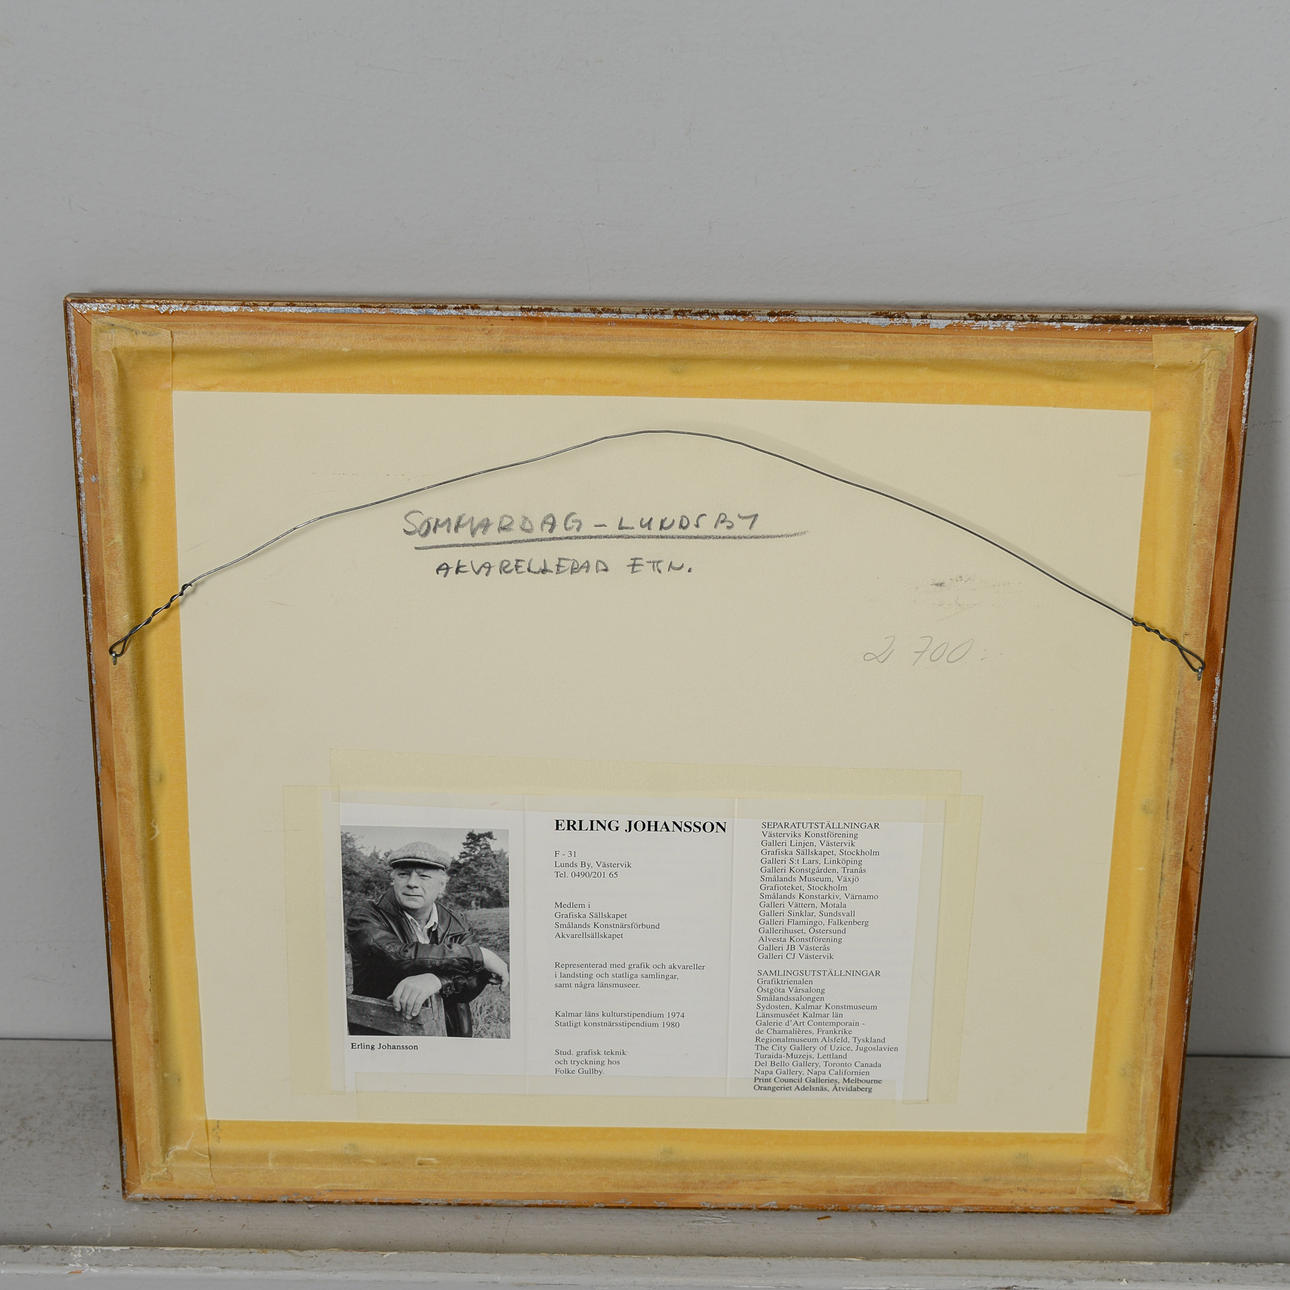 SOMMARDAG - LUNDS BY
AKVARELLERAD ETSN.
2 700:-
Erling Johansson
ERLING JOHANSSON
F - 31
Lunds By, Västervik
Tel. 0490/201 65
Medlem i
Grafiska Sällskapet
Smålands Konstnärsförbund
Akvarellsällskapet
Representerad med grafik och akvareller
i landsting och statliga samlingar,
samt några länsmuseer.
Kalmar läns kulturstipendium 1974
Statligt konstnärsstipendium 1980
Stud. grafisk teknik
och tryckning hos
Folke Gullby.
SEPARATUTSTÄLLNINGAR
Västerviks Konstförening
Galleri Linjen, Västervik
Grafiska Sällskapet, Stockholm
Galleri S:t Lars, Linköping
Galleri Konstgården, Tranås
Smålands Museum, Växjö
Grafioteket, Stockholm
Smålands Konstarkiv, Värnamo
Galleri Vättern, Motala
Galleri Sinklar, Sundsvall
Galleri Flamingo, Falkenberg
Gallerihuset, Östersund
Alvesta Konstförening
Galleri JB Västerås
Galleri CJ Västervik
SAMLINGSUTSTÄLLNINGAR
Grafiktrienalen
Östgöta Vårsalong
Smålandssalongen
Sydosten, Kalmar Konstmuseum
Länsmuséet Kalmar län
Galerie d'Art Contemporain -
de Chamalières, Frankrike
Regionalmuseum Alsfeld, Tyskland
The City Gallery of Uzice, Jugoslavien
Turaida-Muzejs, Lettland
Del Bello Gallery, Toronto Canada
Napa Gallery, Napa Californien
Print Council Galleries, Melbourne
Orangeriet Adelsnäs, Åtvidaberg